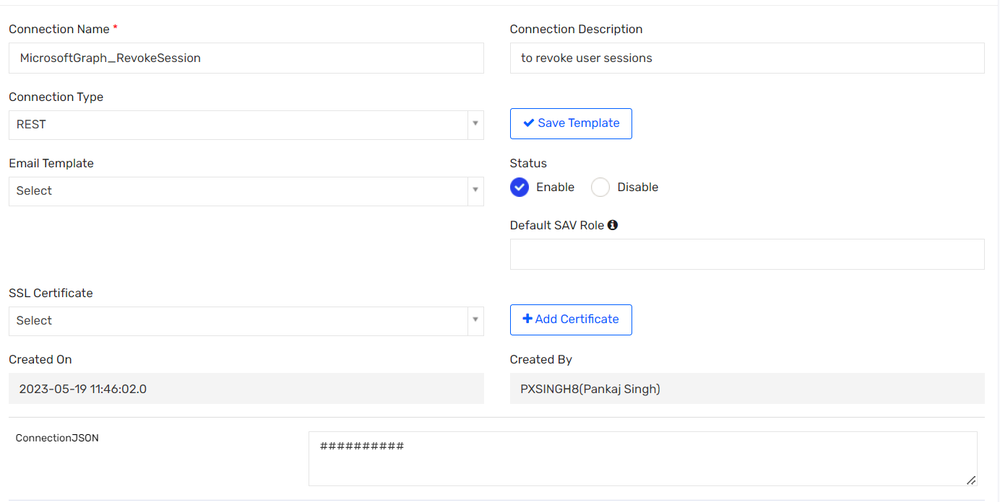 Connection Name *
Connection Description
MicrosoftGraph_RevokeSession
to revoke user sessions
Connection Type
REST
Save Template
Email Template
Status
Select
Enable
Disable
Default SAV Role
SSL Certificate
Select
Add Certificate
Created On
Created By
2023-05-19 11:46:02.0
PXSINGH8(Pankaj Singh)
ConnectionJSON
##########